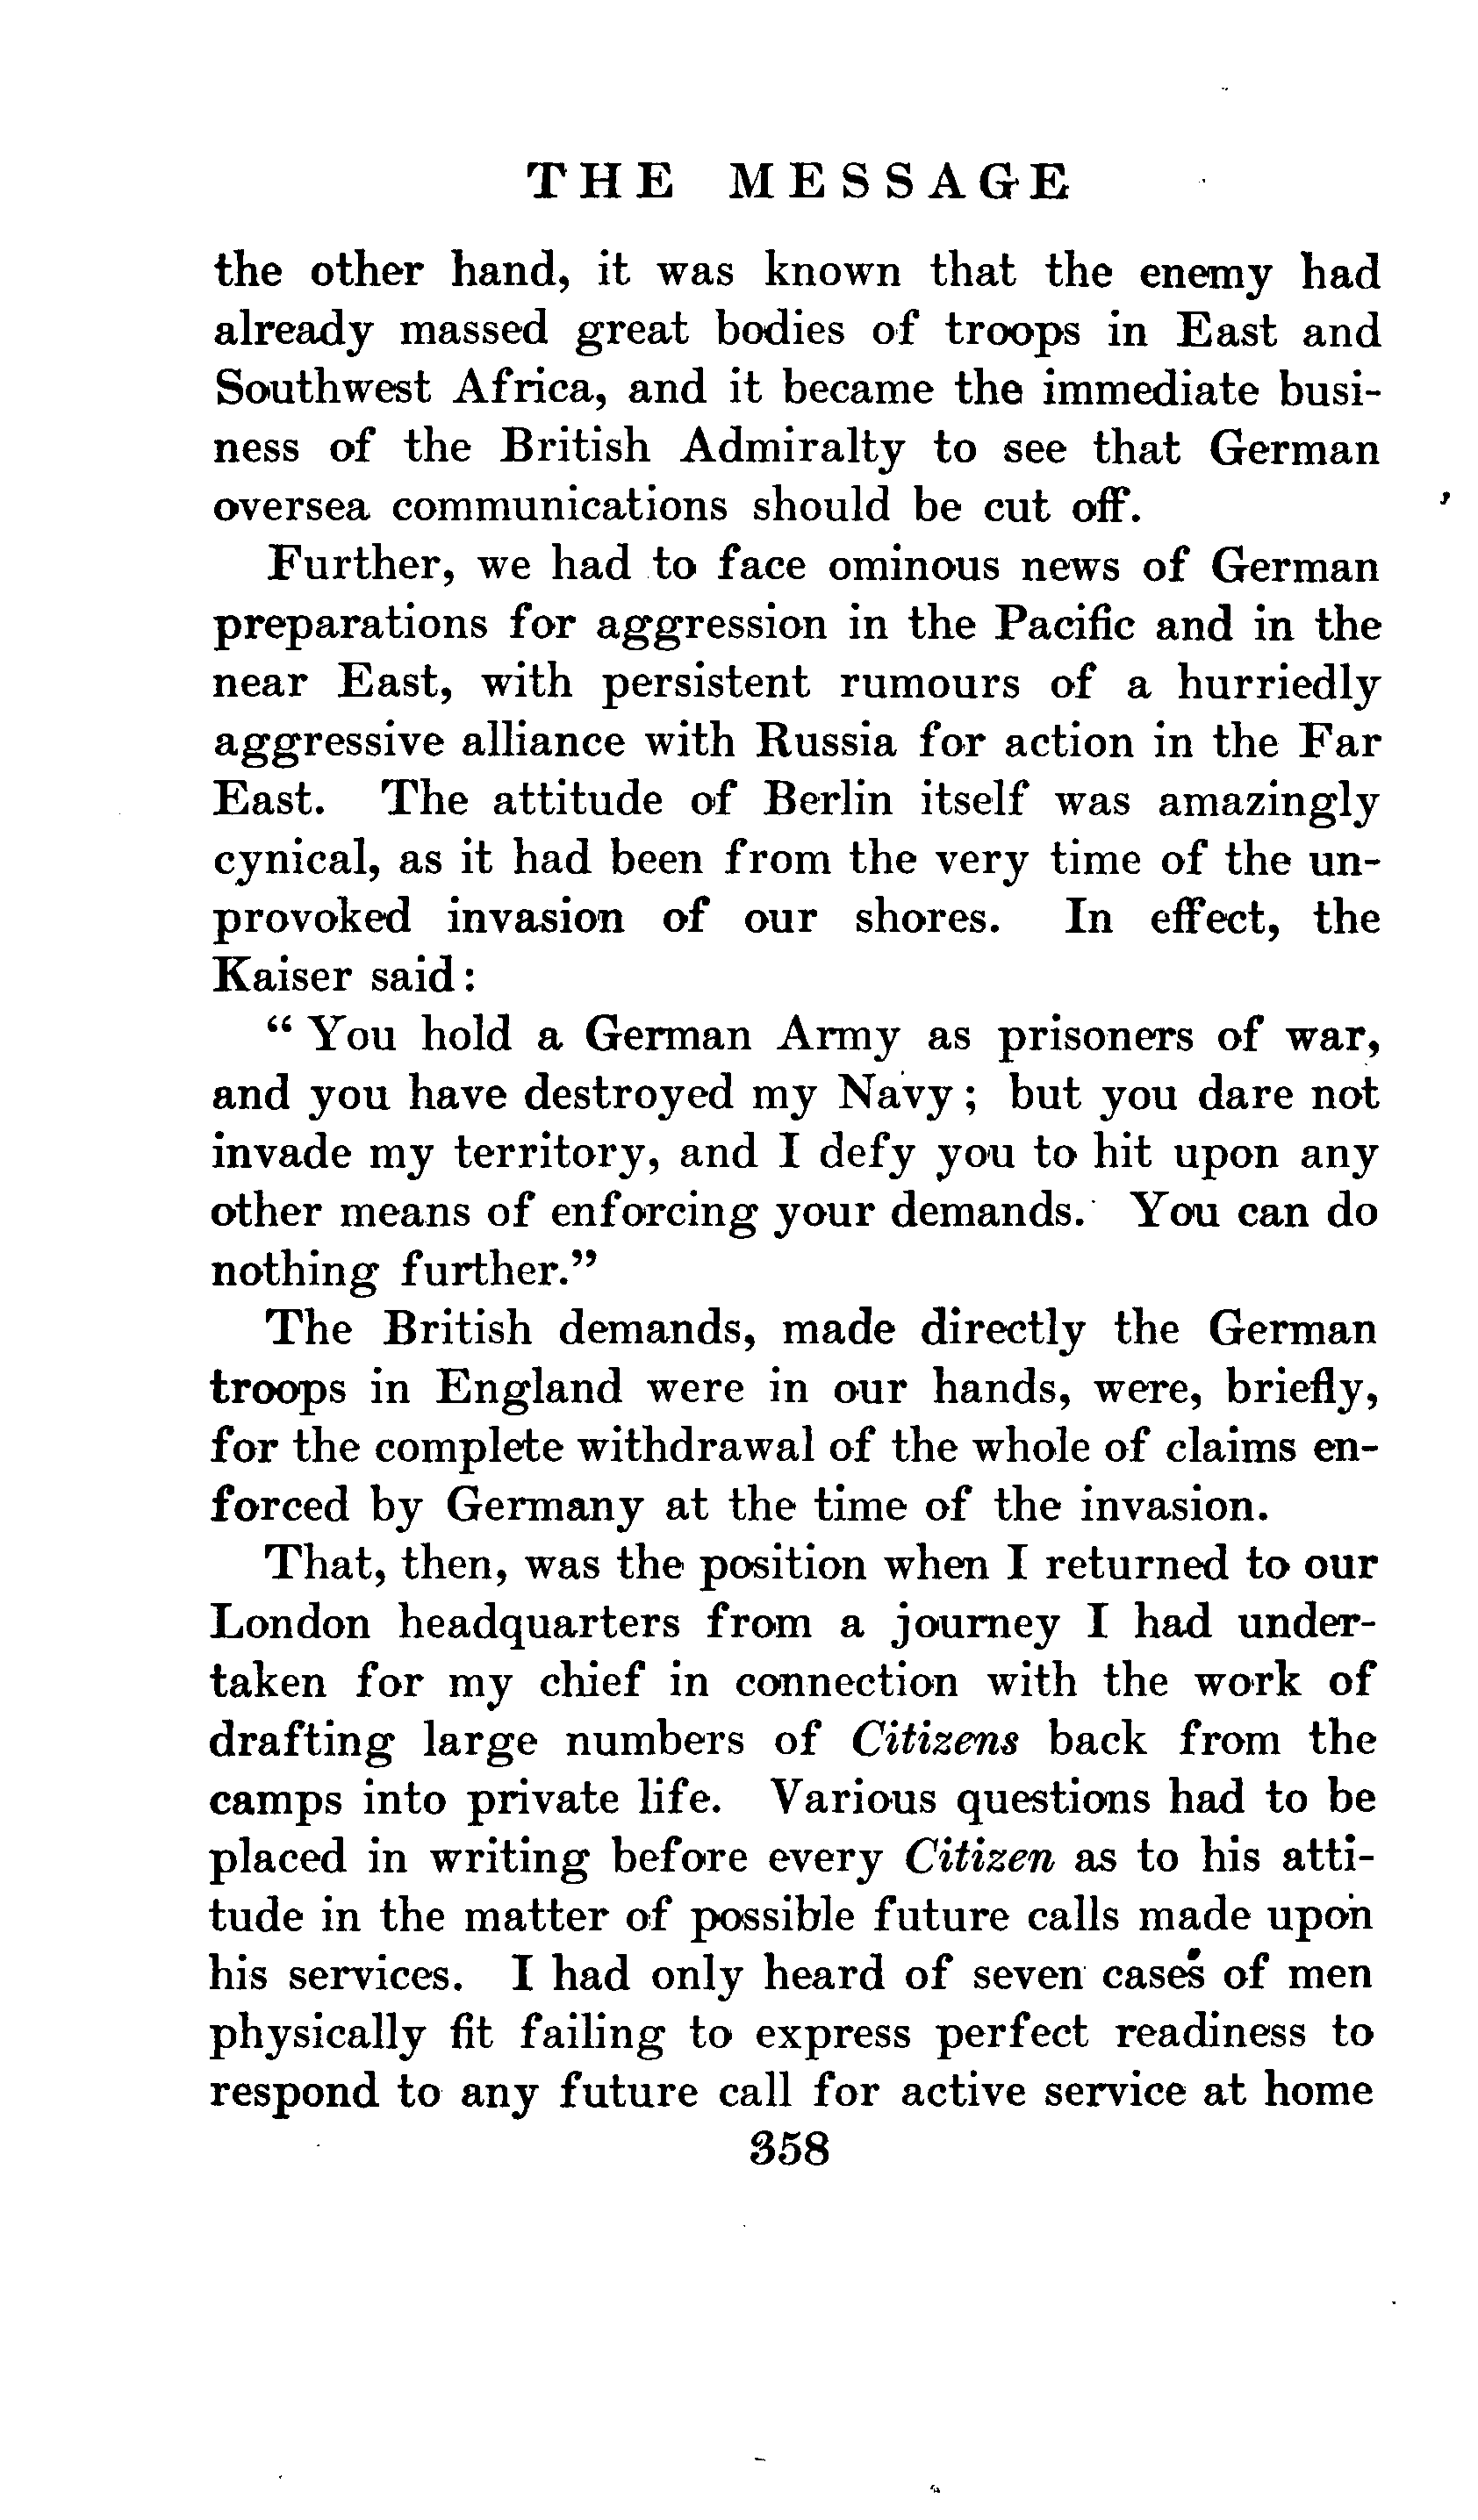 THE MESSAGE
the other hand, it was known that the enemy had
already massed great bodies of troops in East and
Southwest Africa, and it became the immediate busi-
ness of the British Admiralty to see that German
oversea communications should be cut off.
Further, we had to face ominous news of German
preparations for aggression in the Pacific and in the
near East, with persistent rumours of a hurriedly
aggressive alliance with Russia for action in the Far
East. The attitude of Berlin itself was amazingly
cynical, as it had been from the very time of the un-
provoked invasion of our shores. In effect, the
Kaiser said:
“ You hold a German Army as prisoners of war,
and you have destroyed my Navy; but you dare not
invade my territory, and I defy you to hit upon any
other means of enforcing your demands. You can do
nothing further.”
The British demands, made directly the German
troops in England were in our hands, were, briefly,
for the complete withdrawal of the whole of claims en-
forced by Germany at the time of the invasion.
That, then, was the position when I returned to our
London headquarters from a journey I had under-
taken for my chief in connection with the work of
drafting large numbers of Citizens back from the
camps into private life. Various questions had to be
placed in writing before every Citizen as to his atti-
tude in the matter of possible future calls made upon
his services. I had only heard of seven cases of men
physically fit failing to express perfect readiness to
respond to any future call for active service at home
358